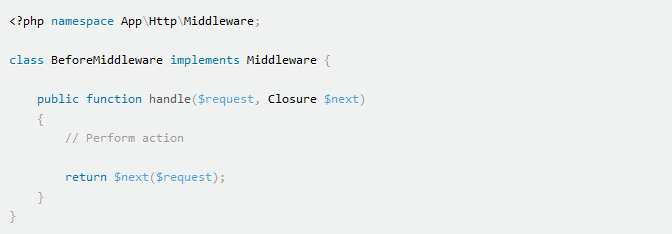 <?php namespace App\Http\Middleware;

class BeforeMiddleware implements Middleware {

    public function handle($request, Closure $next)
    {
        // Perform action

        return $next($request);
    }
}